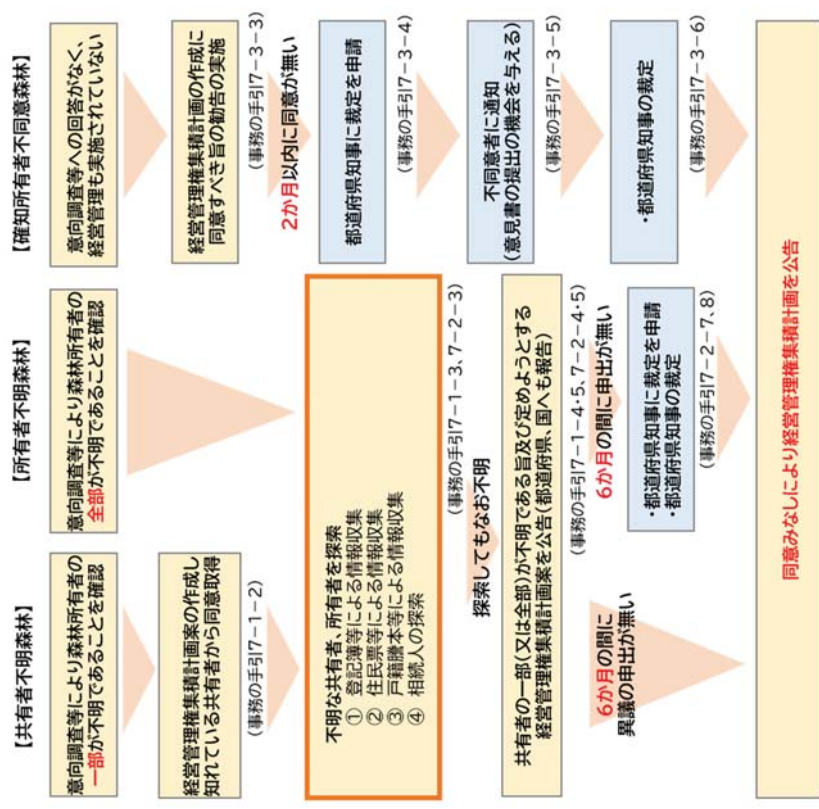 【共有者不明森林】
意向調査等により森林所有者の
一部が不明であることを確認
経営管理権集積計画案の作成し
知れている共有者から同意取得
(事務の手引7-1-2)
【所有者不明森林】
意向調査等により森林所有者の
全部が不明であることを確認
不明な共有者、所有者を探索
① 登記簿等による情報収集
② 住民票等による情報収集
③ 戸籍謄本等による情報収集
④ 相続人の探索
(事務の手引7-1-3、7-2-3)
探索してもなお不明
共有者の一部(又は全部)が不明である旨及び定めようとする
経営管理権集積計画案を公告(都道府県、国へも報告)
(事務の手引7-1-4・5、7-2-4・5)
6か月の間に
異議の申出が無い
6か月の間に申出が無い
・都道府県知事に裁定を申請
・都道府県知事の裁定
(事務の手引7-2-7、8)
【確知所有者不同意森林】
意向調査等への回答がなく、
経営管理も実施されていない
経営管理権集積計画の作成に
同意すべき旨の勧告の実施
(事務の手引7-3-3)
2か月以内に同意が無い
都道府県知事に裁定を申請
(事務の手引7-3-4)
不同意者に通知
(意見書の提出の機会を与える)
(事務の手引7-3-5)
・都道府県知事の裁定
(事務の手引7-3-6)
同意みなしにより経営管理権集積計画を公告